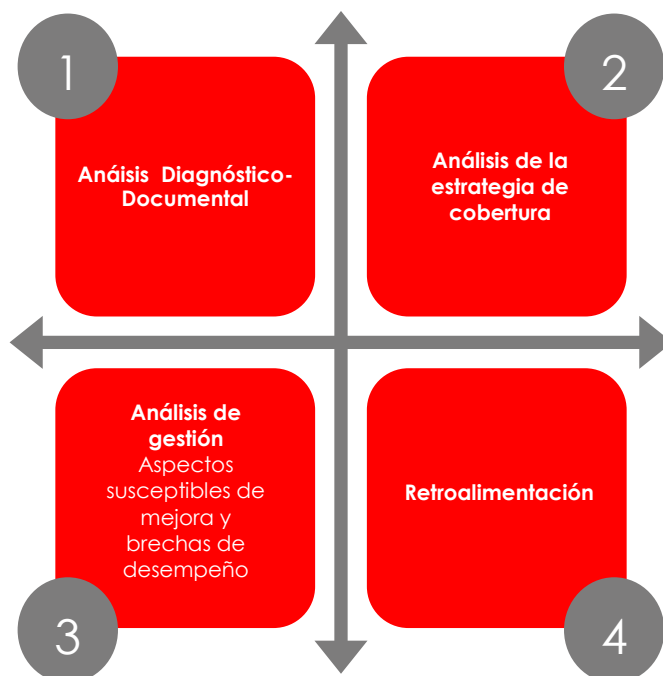 1
Anáisis Diagnóstico-
Documental
2
Análisis de la
estrategia de
cobertura
3
Análisis de
gestión
Aspectos
susceptibles de
mejora y
brechas de
desempeño
4
Retroalimentación